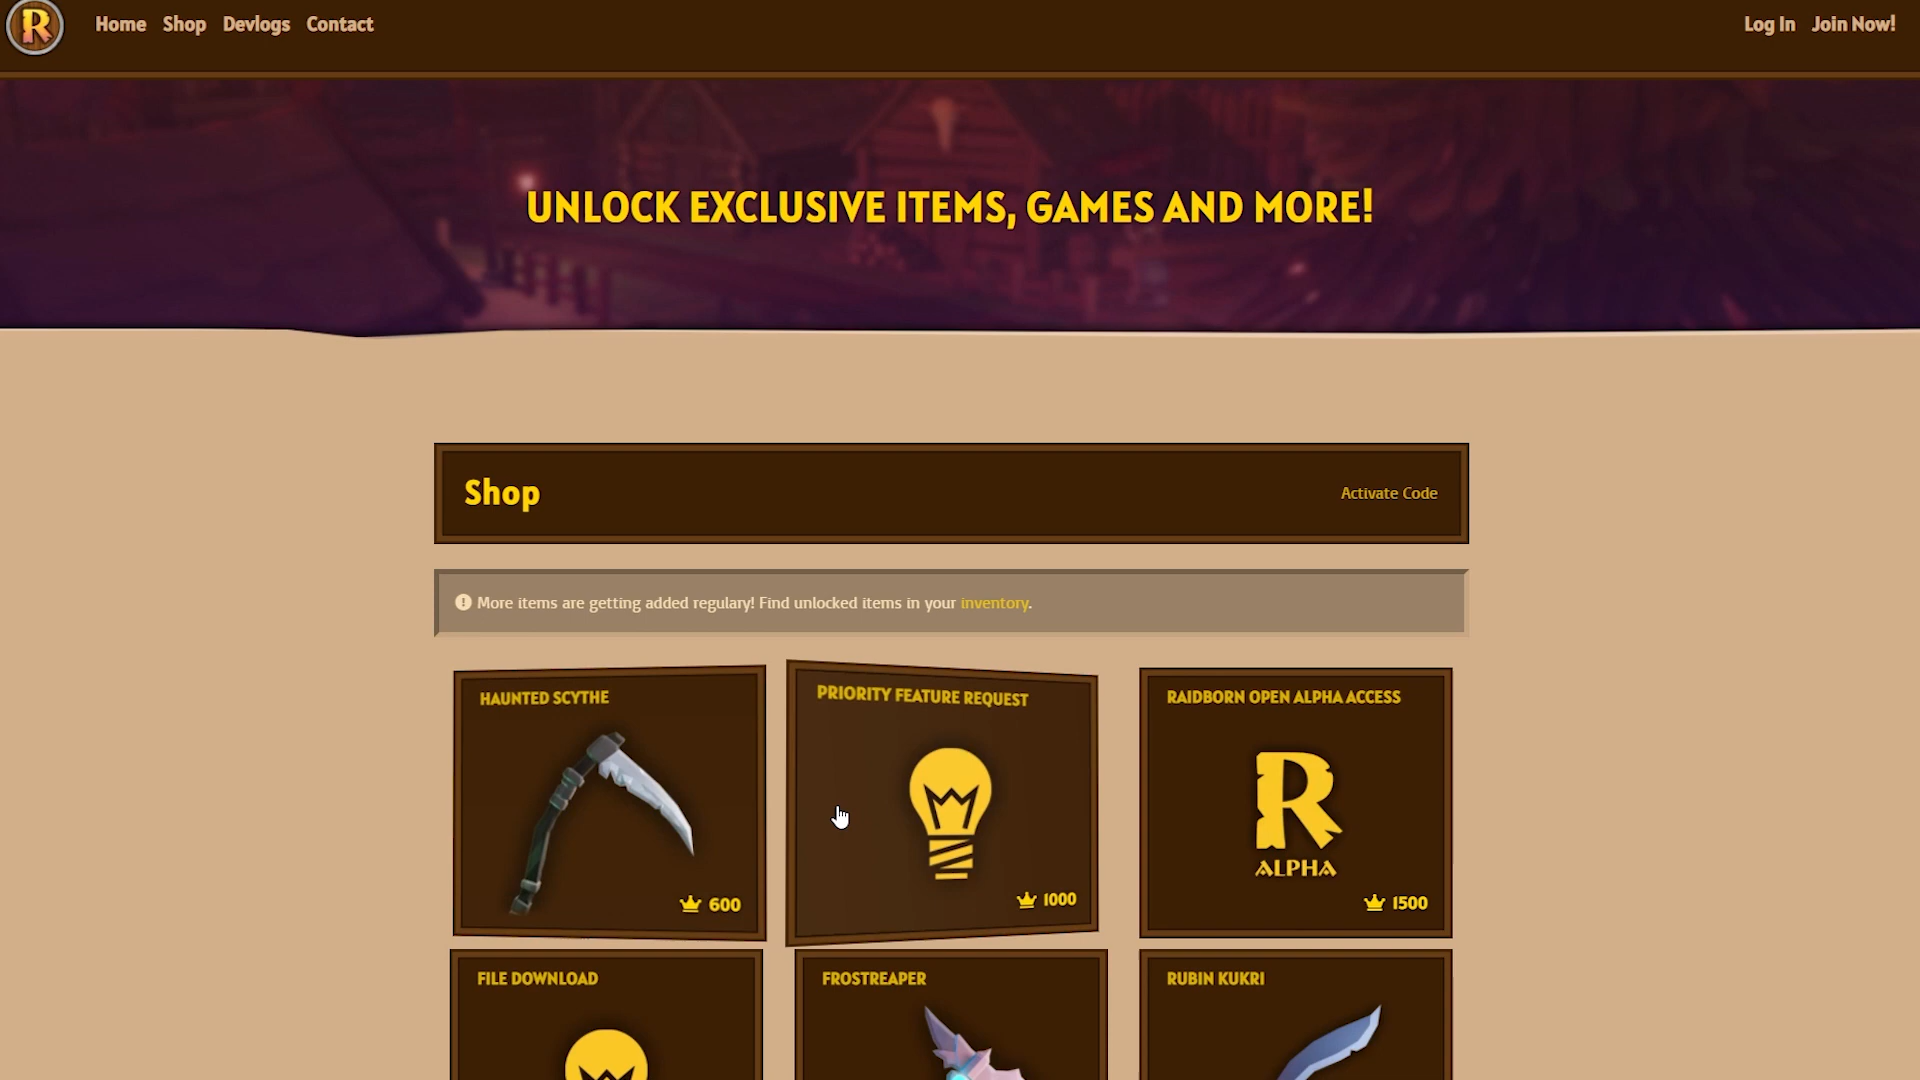 R
Home Shop Devlogs Contact
Log In Join Now!
UNLOCK EXCLUSIVE ITEMS, GAMES AND MORE!
Shop
Activate Code
More items are getting added regulary! Find unlocked items in your inventory.
HAUNTED SCYTHE
600
PRIORITY FEATURE REQUEST
1000
RAIDBORN OPEN ALPHA ACCESS
R
ALPHA
1500
FILE DOWNLOAD
FROSTREAPER
RUBIN KUKRI